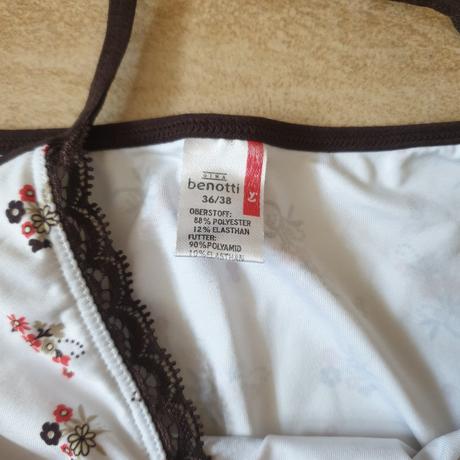 GINA
benotti
36/38
OBERSTOFF:
88% POLYESTER
12% ELASTHAN
FUTTER:
90%POLYAMID
10% ELASTHAN
M